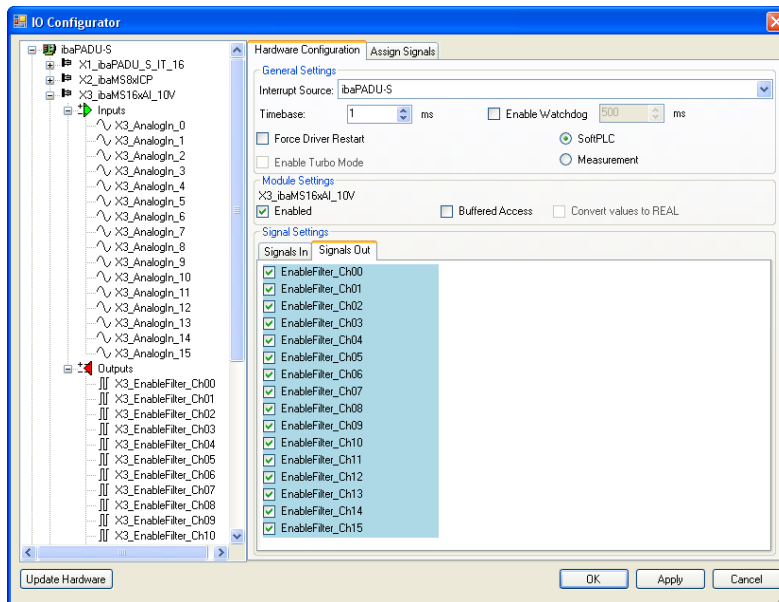 IO Configurator
ibaPADU-S
X1_ibaPADU_S_IT_16
X2_ibaMS8xICP
X3_ibaMS16xAI_10V
Inputs
X3_AnalogIn_0
X3_AnalogIn_1
X3_AnalogIn_2
X3_AnalogIn_3
X3_AnalogIn_4
X3_AnalogIn_5
X3_AnalogIn_6
X3_AnalogIn_7
X3_AnalogIn_8
X3_AnalogIn_9
X3_AnalogIn_10
X3_AnalogIn_11
X3_AnalogIn_12
X3_AnalogIn_13
X3_AnalogIn_14
X3_AnalogIn_15
Outputs
X3_EnableFilter_Ch00
X3_EnableFilter_Ch01
X3_EnableFilter_Ch02
X3_EnableFilter_Ch03
X3_EnableFilter_Ch04
X3_EnableFilter_Ch05
X3_EnableFilter_Ch06
X3_EnableFilter_Ch07
X3_EnableFilter_Ch08
X3_EnableFilter_Ch09
X3_EnableFilter_Ch10
Hardware Configuration Assign Signals
General Settings
Interrupt Source: ibaPADU-S
Timebase: 1 ms Enable Watchdog 500 ms
Force Driver Restart SoftPLC
Enable Turbo Mode Measurement
Module Settings
X3_ibaMS16xAI_10V
Enabled Buffered Access Convert values to REAL
Signal Settings
Signals In Signals Out
EnableFilter_Ch00
EnableFilter_Ch01
EnableFilter_Ch02
EnableFilter_Ch03
EnableFilter_Ch04
EnableFilter_Ch05
EnableFilter_Ch06
EnableFilter_Ch07
EnableFilter_Ch08
EnableFilter_Ch09
EnableFilter_Ch10
EnableFilter_Ch11
EnableFilter_Ch12
EnableFilter_Ch13
EnableFilter_Ch14
EnableFilter_Ch15
Update Hardware OK Apply Cancel